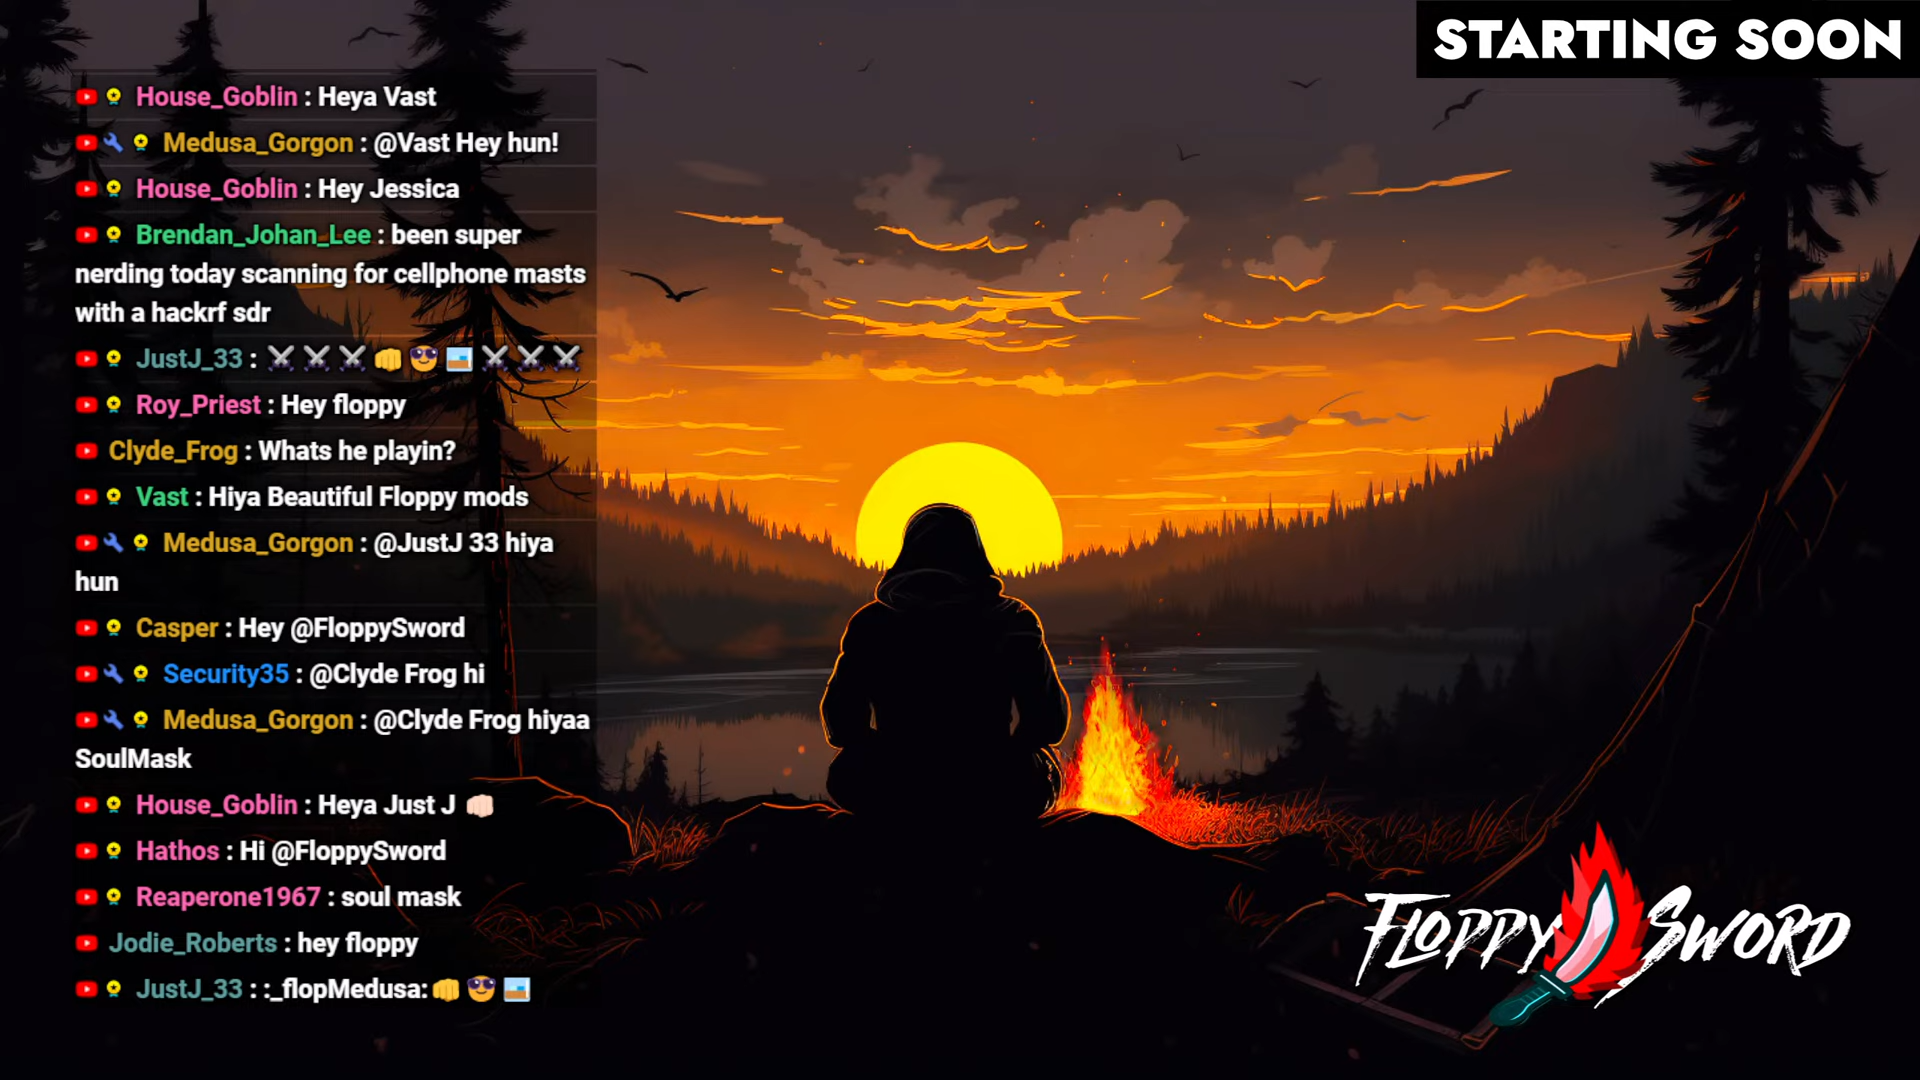 STARTING SOON
House_Goblin : Heya Vast
Medusa_Gorgon : @Vast Hey hun!
House_Goblin : Hey Jessica
Brendan_Johan_Lee : been super
nerding today scanning for cellphone masts
with a hackrf sdr
JustJ_33 : ⚔️ ⚔️ ⚔️ 👊 😎 🖼️ ⚔️ ⚔️ ⚔️
Roy_Priest : Hey floppy
Clyde_Frog : Whats he playin?
Vast : Hiya Beautiful Floppy mods
Medusa_Gorgon : @JustJ 33 hiya
hun
Casper : Hey @FloppySword
Security35 : @Clyde Frog hi
Medusa_Gorgon : @Clyde Frog hiyaa
SoulMask
House_Goblin : Heya Just J 👊🏻
Hathos : Hi @FloppySword
Reaperone1967 : soul mask
Jodie_Roberts : hey floppy
JustJ_33 : :_flopMedusa: 👊 😎 🖼️
FLOPPY SWORD